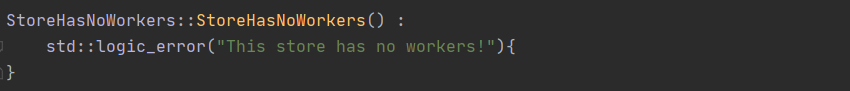 StoreHasNoWorkers::StoreHasNoWorkers() :
    std::logic_error("This store has no workers!"){
}